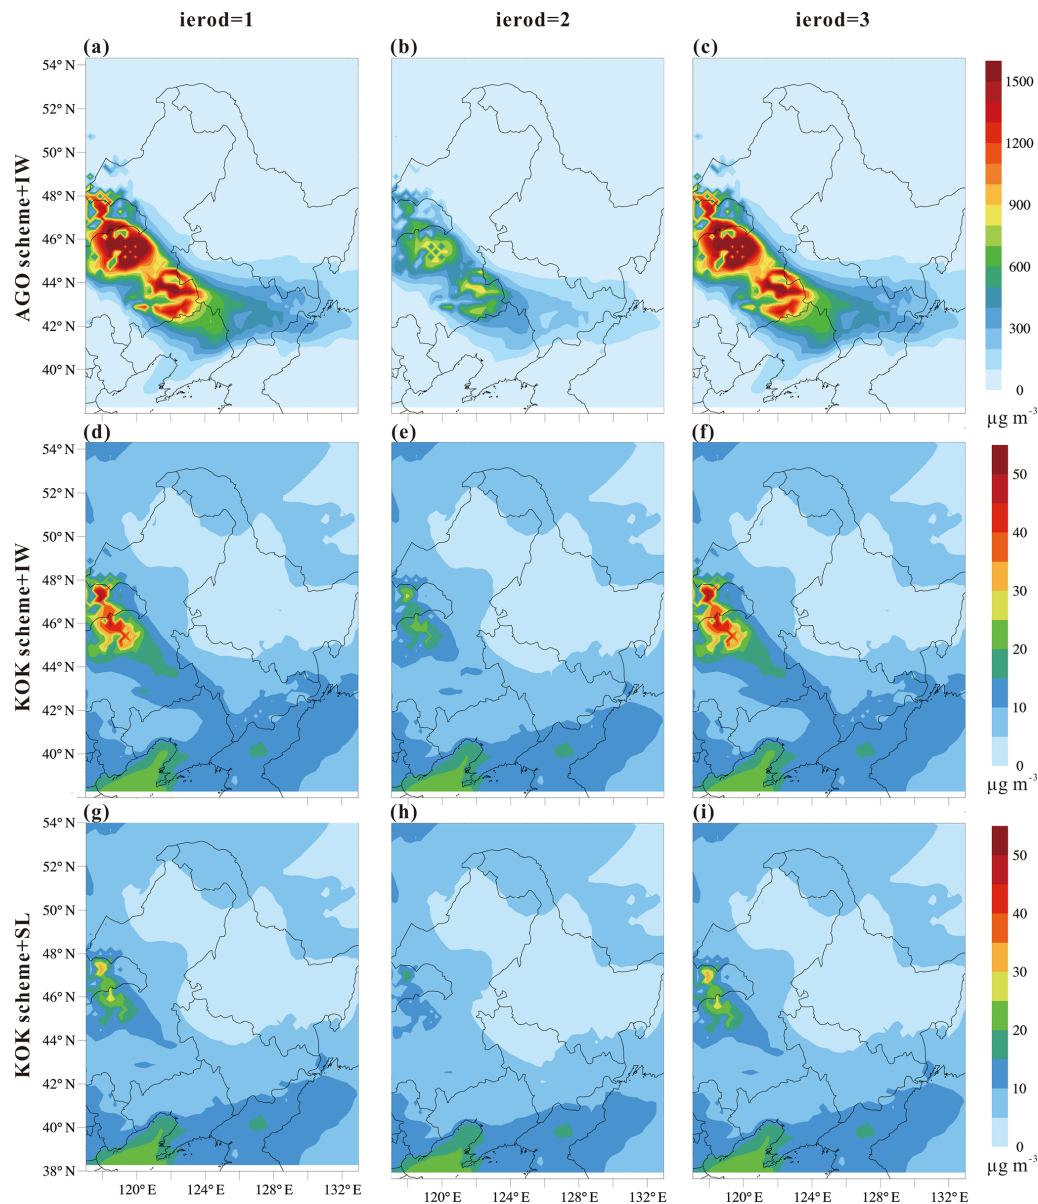 ierod=1 ierod=2 ierod=3
(a) (b) (c)
AGO scheme+IW
54° N
52° N
50° N
48° N
46° N
44° N
42° N
40° N
1500
1200
900
600
300
0
µg m-3
(d) (e) (f)
KOK scheme+IW
54° N
52° N
50° N
48° N
46° N
44° N
42° N
40° N
50
40
30
20
10
0
µg m-3
(g) (h) (i)
KOK scheme+SL
54° N
52° N
50° N
48° N
46° N
44° N
42° N
40° N
38° N
50
40
30
20
10
0
µg m-3
120° E 124° E 128° E 132° E 120° E 124° E 128° E 132° E 120° E 124° E 128° E 132° E